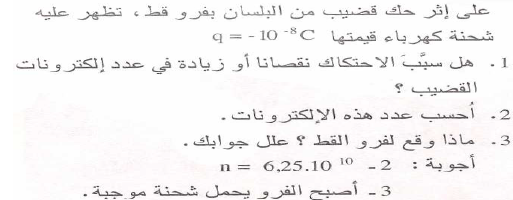 على إثر حك قضيب من البلسان بفرو قط، تظهر عليه
شحنة كهرباء قيمتها q = - 10 ⁻⁸ C
1. هل سبَّبَ الاحتكاك نقصانا أو زيادة في عدد إلكترونات
القضيب ؟
2. أحسب عدد هذه الإلكترونات.
3. ماذا وقع لفرو القط ؟ علل جوابك.
أجوبة : 2 - n = 6,25.10 ¹⁰
3 - أصبح الفرو يحمل شحنة موجبة.